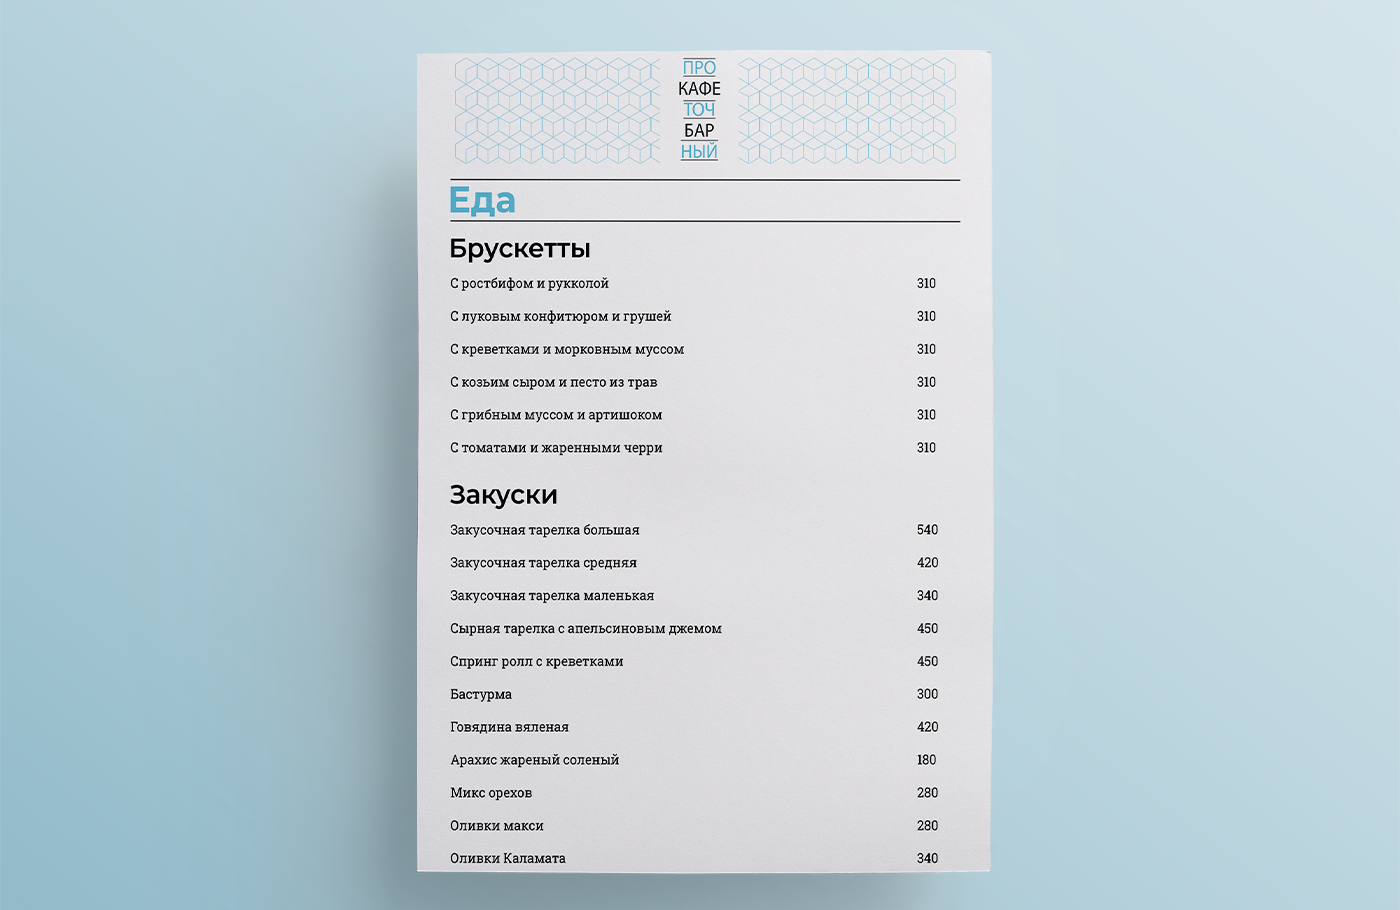 ПРО
КАФЕ
ТОЧ
БАР
НЫЙ
Еда
Брускетты
С ростбифом и рукколой 310
С луковым конфитюром и грушей 310
С креветками и морковным муссом 310
С козьим сыром и песто из трав 310
С грибным муссом и артишоком 310
С томатами и жаренными черри 310
Закуски
Закусочная тарелка большая 540
Закусочная тарелка средняя 420
Закусочная тарелка маленькая 340
Сырная тарелка с апельсиновым джемом 450
Спринг ролл с креветками 450
Бастурма 300
Говядина вяленая 420
Арахис жареный соленый 180
Микс орехов 280
Оливки макси 280
Оливки Каламата 340